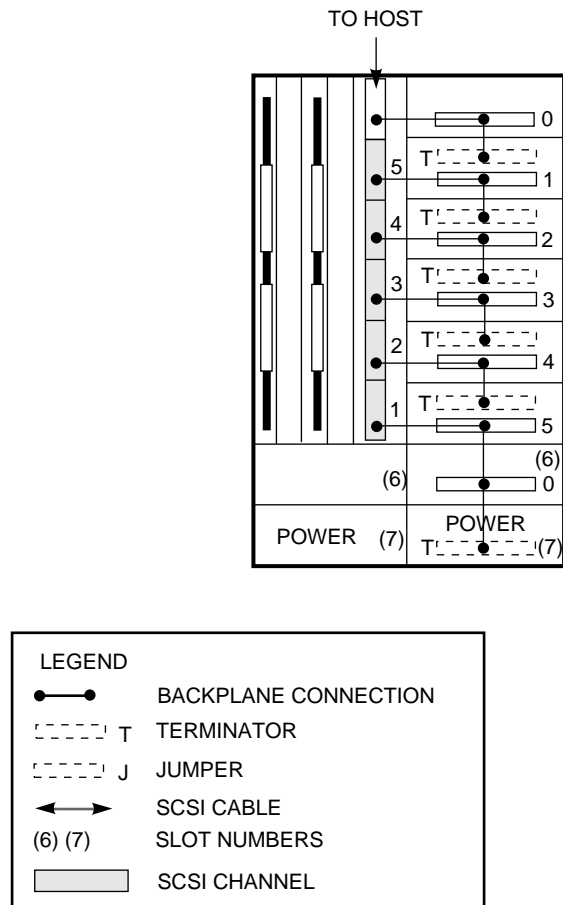 TO HOST
0
T
5
1
T
4
2
T
3
3
T
2
4
T
1
5
(6)
(6)
0
POWER (7)
POWER
T (7)
LEGEND
BACKPLANE CONNECTION
T TERMINATOR
J JUMPER
SCSI CABLE
(6) (7) SLOT NUMBERS
SCSI CHANNEL